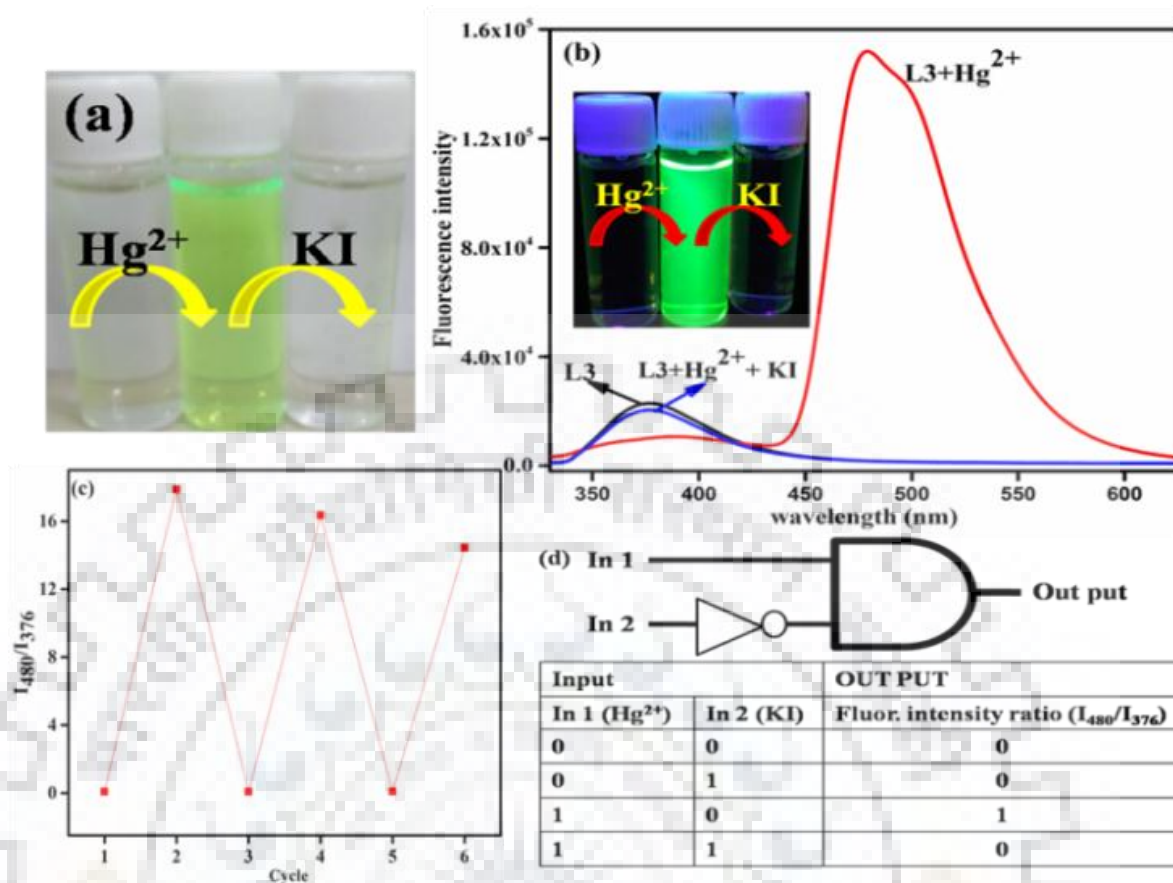 (a)
Hg²⁺ KI
(b)
1.6x10⁵
1.2x10⁵
8.0x10⁴
4.0x10⁴
0.0
Fluorescence intensity
L3+Hg²⁺
Hg²⁺ KI
L3
L3+Hg²⁺ + KI
350 400 450 500 550 600
wavelength (nm)
(c)
16
12
8
4
0
I₄₈₀/I₃₇₆
1 2 3 4 5 6
Cycle
(d) In 1
In 2
Out put
Input OUT PUT
In 1 (Hg²⁺) In 2 (KI) Fluor. intensity ratio (I₄₈₀/I₃₇₆)
0 0 0
0 1 0
1 0 1
1 1 0